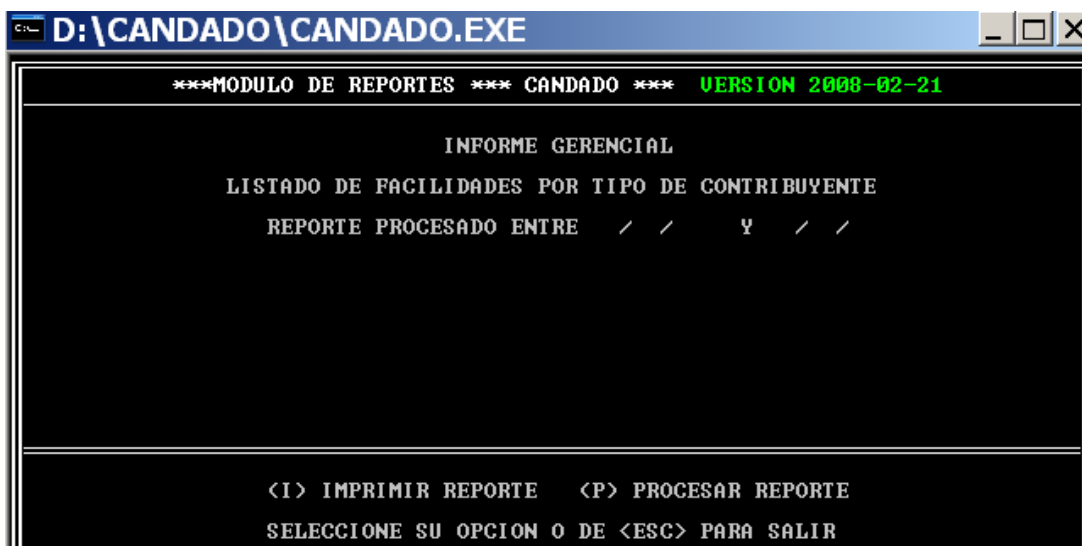 D:\CANDADO\CANDADO.EXE
***MODULO DE REPORTES *** CANDADO *** VERSION 2008-02-21
INFORME GERENCIAL
LISTADO DE FACILIDADES POR TIPO DE CONTRIBUYENTE
REPORTE PROCESADO ENTRE / / Y / /
<I> IMPRIMIR REPORTE <P> PROCESAR REPORTE
SELECCIONE SU OPCION O DE <ESC> PARA SALIR